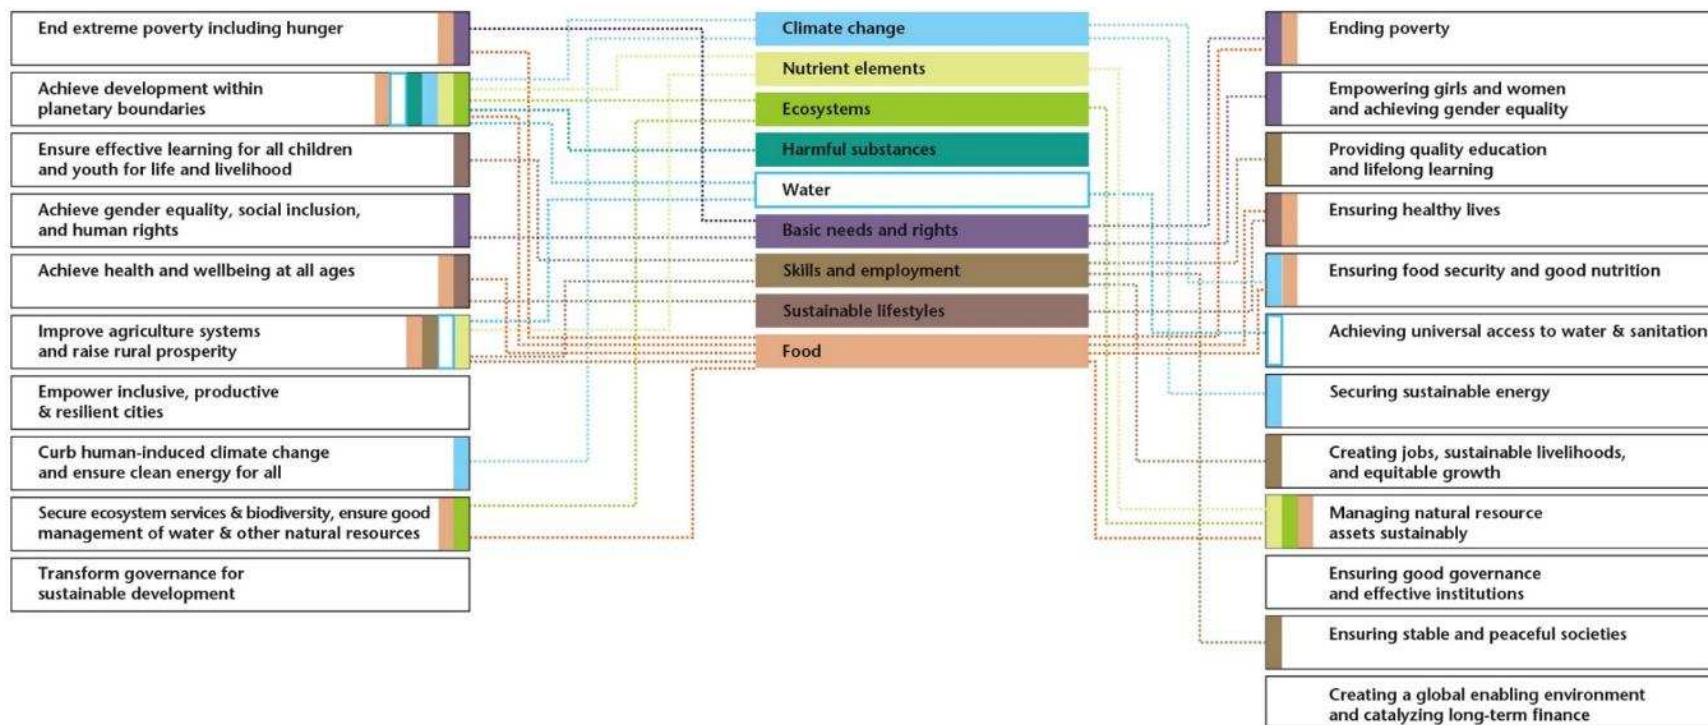 End extreme poverty including hunger
Achieve development within
planetary boundaries
Ensure effective learning for all children
and youth for life and livelihood
Achieve gender equality, social inclusion,
and human rights
Achieve health and wellbeing at all ages
Improve agriculture systems
and raise rural prosperity
Empower inclusive, productive
& resilient cities
Curb human-induced climate change
and ensure clean energy for all
Secure ecosystem services & biodiversity, ensure good
management of water & other natural resources
Transform governance for
sustainable development
Climate change
Nutrient elements
Ecosystems
Harmful substances
Water
Basic needs and rights
Skills and employment
Sustainable lifestyles
Food
Ending poverty
Empowering girls and women
and achieving gender equality
Providing quality education
and lifelong learning
Ensuring healthy lives
Ensuring food security and good nutrition
Achieving universal access to water & sanitation
Securing sustainable energy
Creating jobs, sustainable livelihoods,
and equitable growth
Managing natural resource
assets sustainably
Ensuring good governance
and effective institutions
Ensuring stable and peaceful societies
Creating a global enabling environment
and catalyzing long-term finance